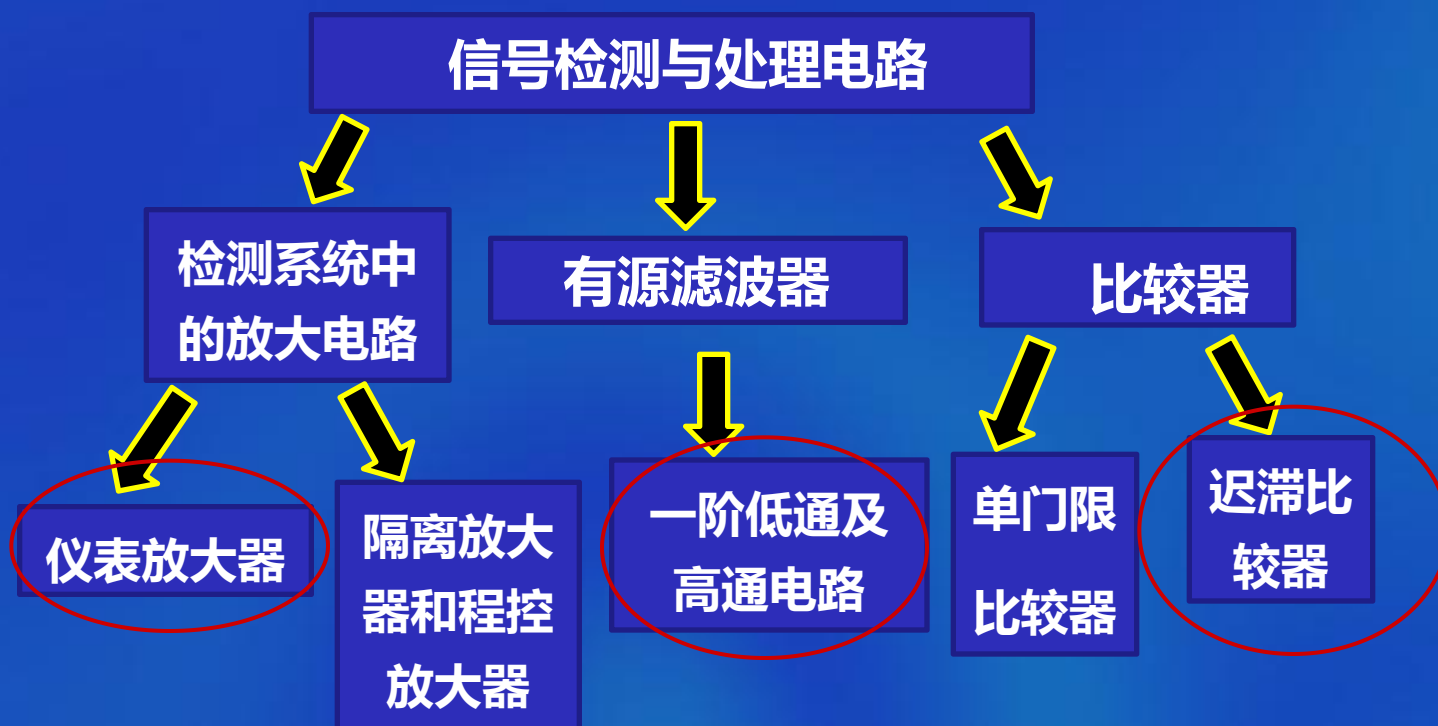 信号检测与处理电路
检测系统中
的放大电路
有源滤波器
比较器
仪表放大器
隔离放大
器和程控
放大器
一阶低通及
高通电路
单门限
比较器
迟滞比
较器